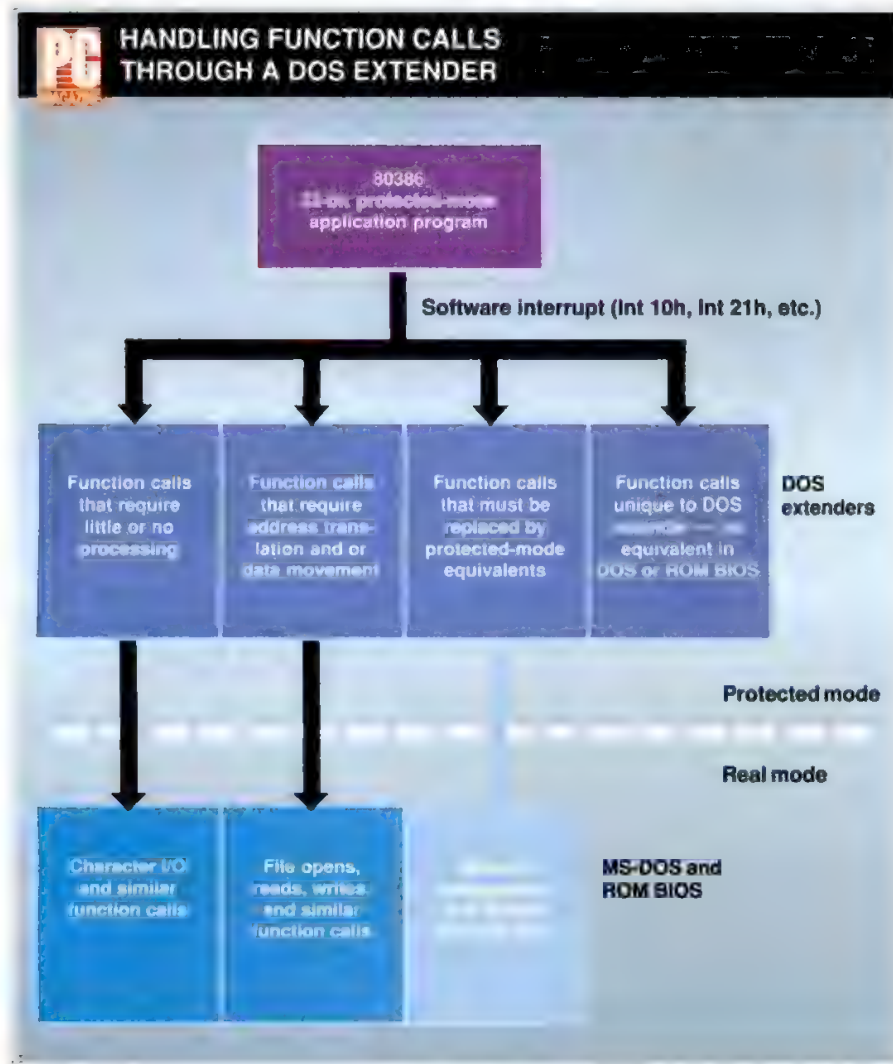 PC
HANDLING FUNCTION CALLS
THROUGH A DOS EXTENDER
80386
32-bit protected-mode
application program
Software interrupt (Int 10h, Int 21h, etc.)
Function calls
that require
little or no
processing
Function calls
that require
address trans-
lation and or
data movement
Function calls
that must be
replaced by
protected-mode
equivalents
Function calls
unique to DOS
equivalent in
DOS or ROM BIOS
DOS
extenders
Protected mode
Real mode
Character I/O
and similar
function calls
File opens,
reads, writes,
and similar
function calls
MS-DOS and
ROM BIOS